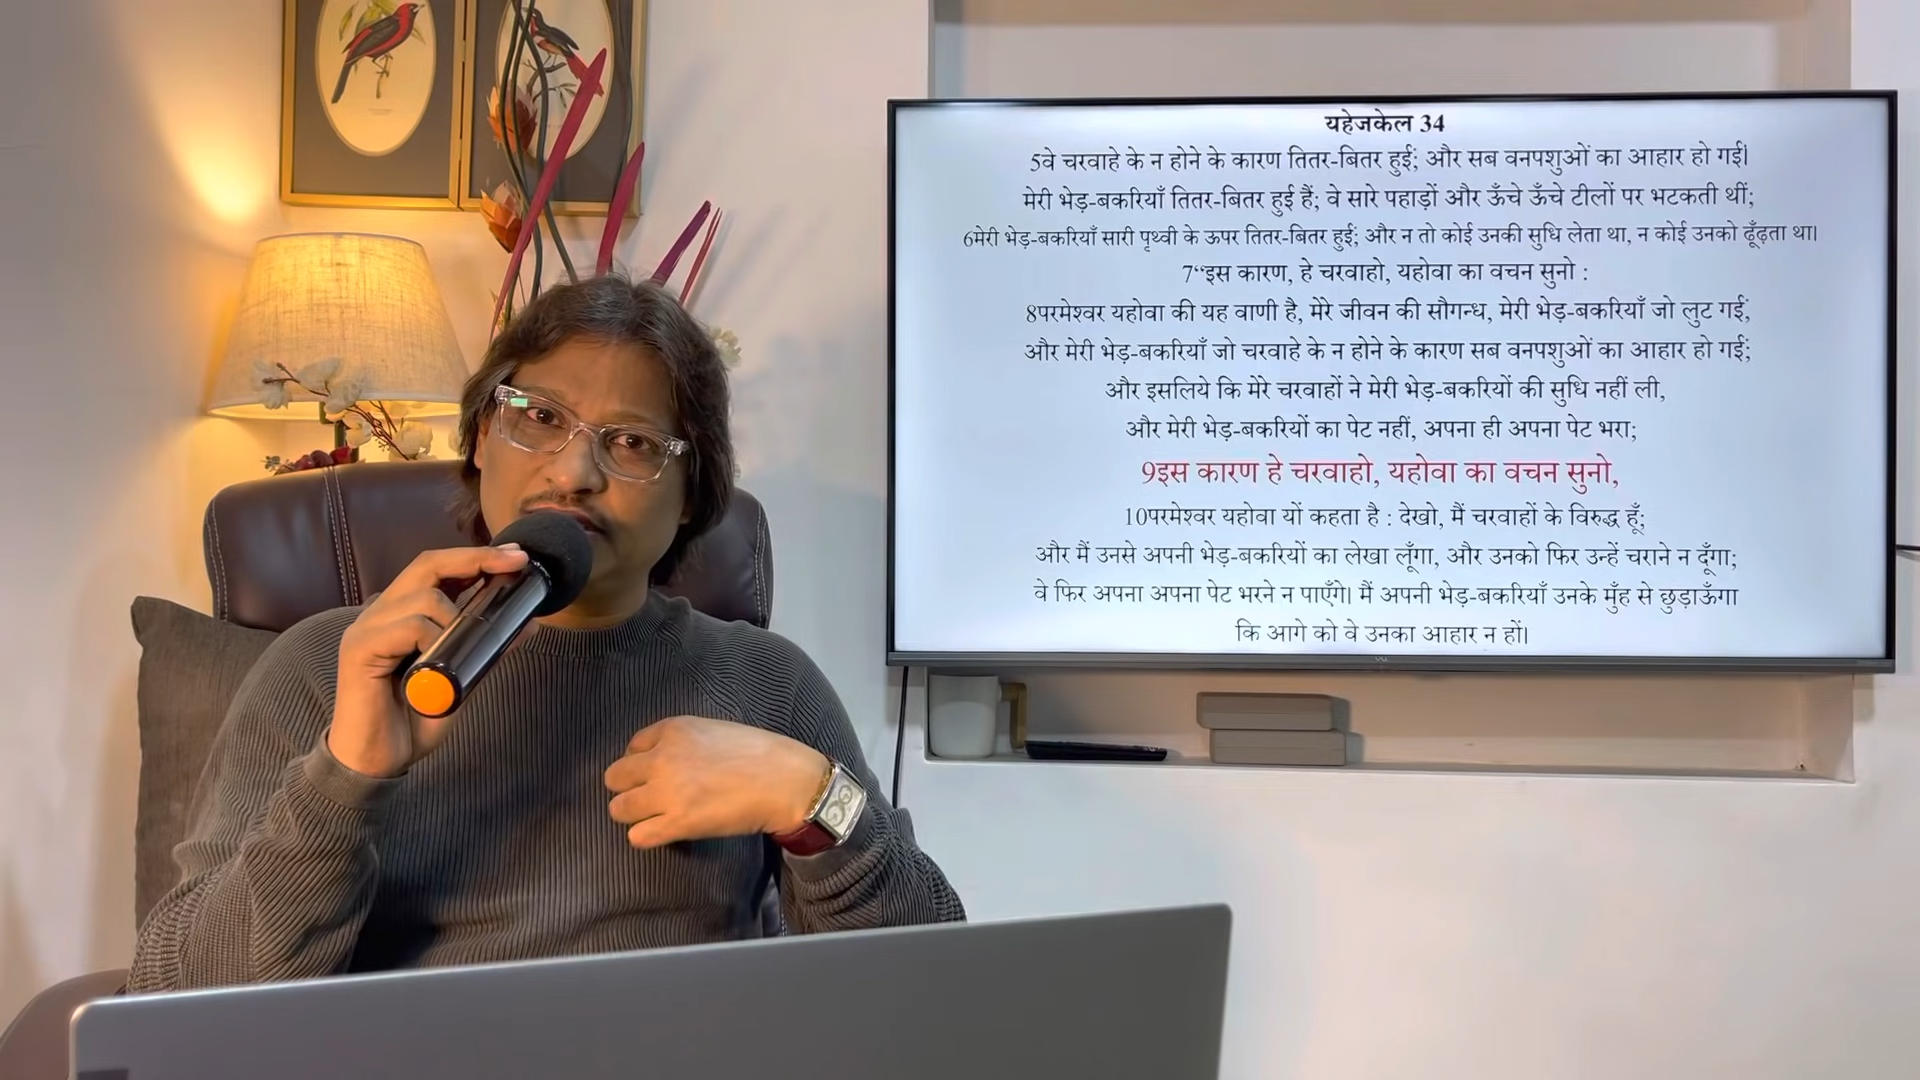 यहेजकेल 34
5वे चरवाहे के न होने के कारण तितर-बितर हुईं; और सब वनपशुओं का आहार हो गईं।
मेरी भेड़-बकरियाँ तितर-बितर हुई हैं; वे सारे पहाड़ों और ऊँचे ऊँचे टीलों पर भटकती थीं;
6मेरी भेड़-बकरियाँ सारी पृथ्वी के ऊपर तितर-बितर हुईं; और न तो कोई उनकी सुधि लेता था, न कोई उनको ढूँढ़ता था।
7“इस कारण, हे चरवाहो, यहोवा का वचन सुनो :
8परमेश्वर यहोवा की यह वाणी है, मेरे जीवन की सौगन्ध, मेरी भेड़-बकरियाँ जो लुट गईं,
और मेरी भेड़-बकरियाँ जो चरवाहे के न होने के कारण सब वनपशुओं का आहार हो गईं;
और इसलिये कि मेरे चरवाहों ने मेरी भेड़-बकरियों की सुधि नहीं ली,
और मेरी भेड़-बकरियों का पेट नहीं, अपना ही अपना पेट भरा;
9इस कारण हे चरवाहो, यहोवा का वचन सुनो,
10परमेश्वर यहोवा यों कहता है : देखो, मैं चरवाहों के विरुद्ध हूँ;
और मैं उनसे अपनी भेड़-बकरियों का लेखा लूँगा, और उनको फिर उन्हें चराने न दूँगा;
वे फिर अपना अपना पेट भरने न पाएँगे। मैं अपनी भेड़-बकरियाँ उनके मुँह से छुड़ाऊँगा
कि आगे को वे उनका आहार न हों।